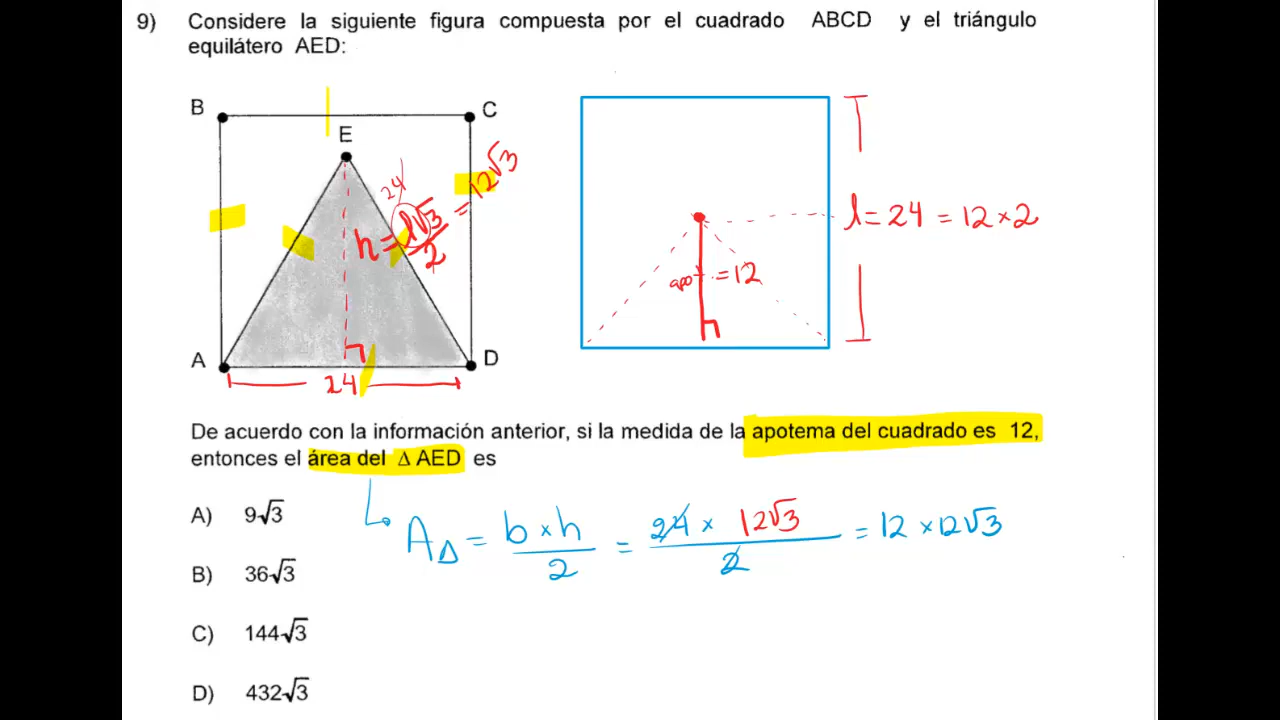 9) Considere la siguiente figura compuesta por el cuadrado ABCD y el triángulo
equilátero AED:
B
C
E
A
D
24
h = l√3/2 = 12√3
24
apo = 12
l = 24 = 12 × 2
De acuerdo con la información anterior, si la medida de la apotema del cuadrado es 12,
entonces el área del Δ AED es
A) 9√3
B) 36√3
C) 144√3
D) 432√3
AΔ = b × h / 2 = 24 × 12√3 / 2 = 12 × 12√3